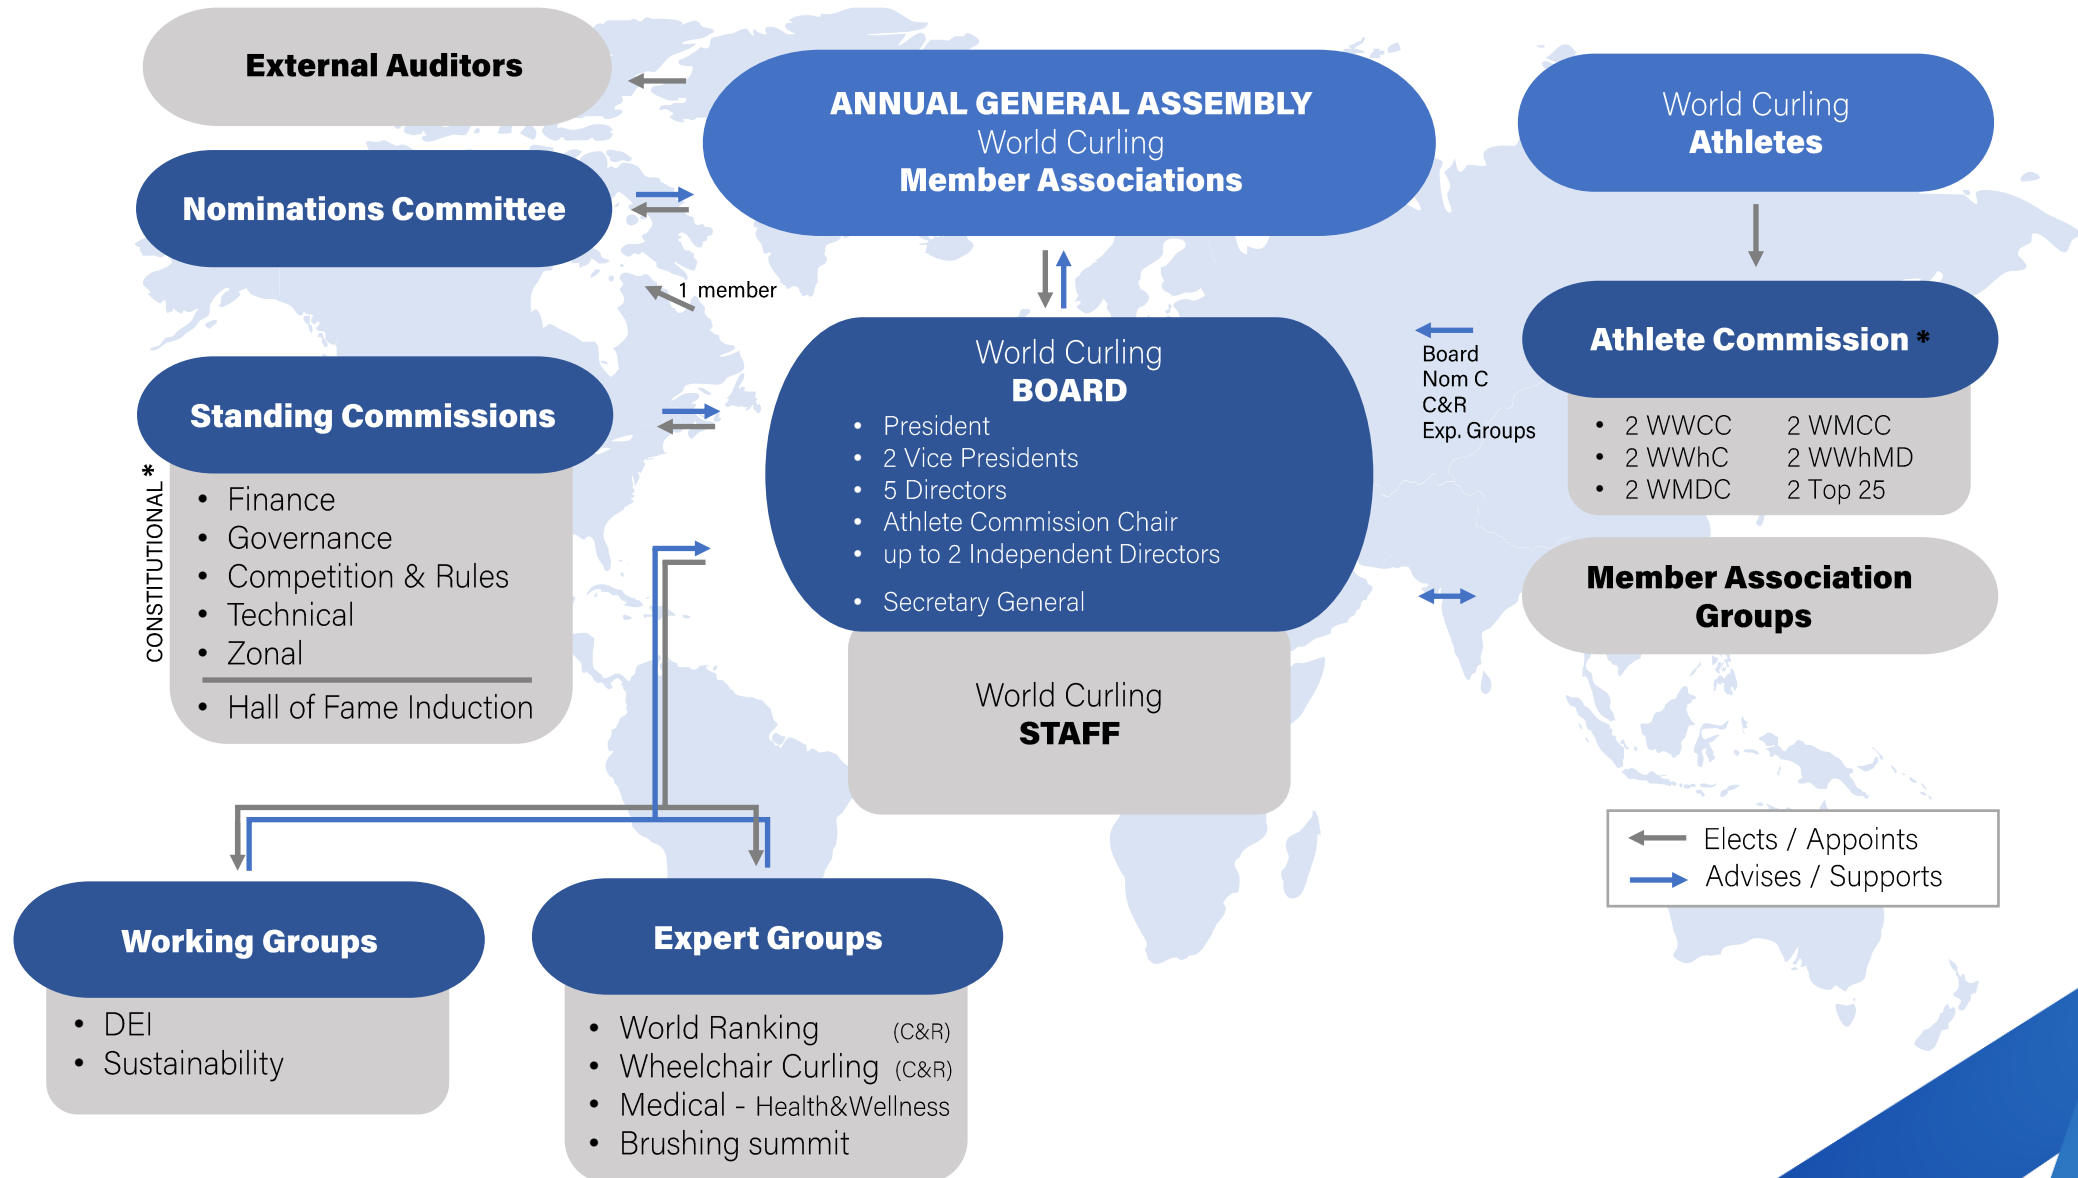 External Auditors
ANNUAL GENERAL ASSEMBLY
World Curling
Member Associations
World Curling
Athletes
Nominations Committee
1 member
Standing Commissions
CONSTITUTIONAL *
• Finance
• Governance
• Competition & Rules
• Technical
• Zonal
• Hall of Fame Induction
World Curling
BOARD
• President
• 2 Vice Presidents
• 5 Directors
• Athlete Commission Chair
• up to 2 Independent Directors
• Secretary General
World Curling
STAFF
Board
Nom C
C&R
Exp. Groups
Athlete Commission *
• 2 WWCC 2 WMCC
• 2 WWhC 2 WWhMD
• 2 WMDC 2 Top 25
Member Association
Groups
Elects / Appoints
Advises / Supports
Working Groups
• DEI
• Sustainability
Expert Groups
• World Ranking (C&R)
• Wheelchair Curling (C&R)
• Medical - Health&Wellness
• Brushing summit